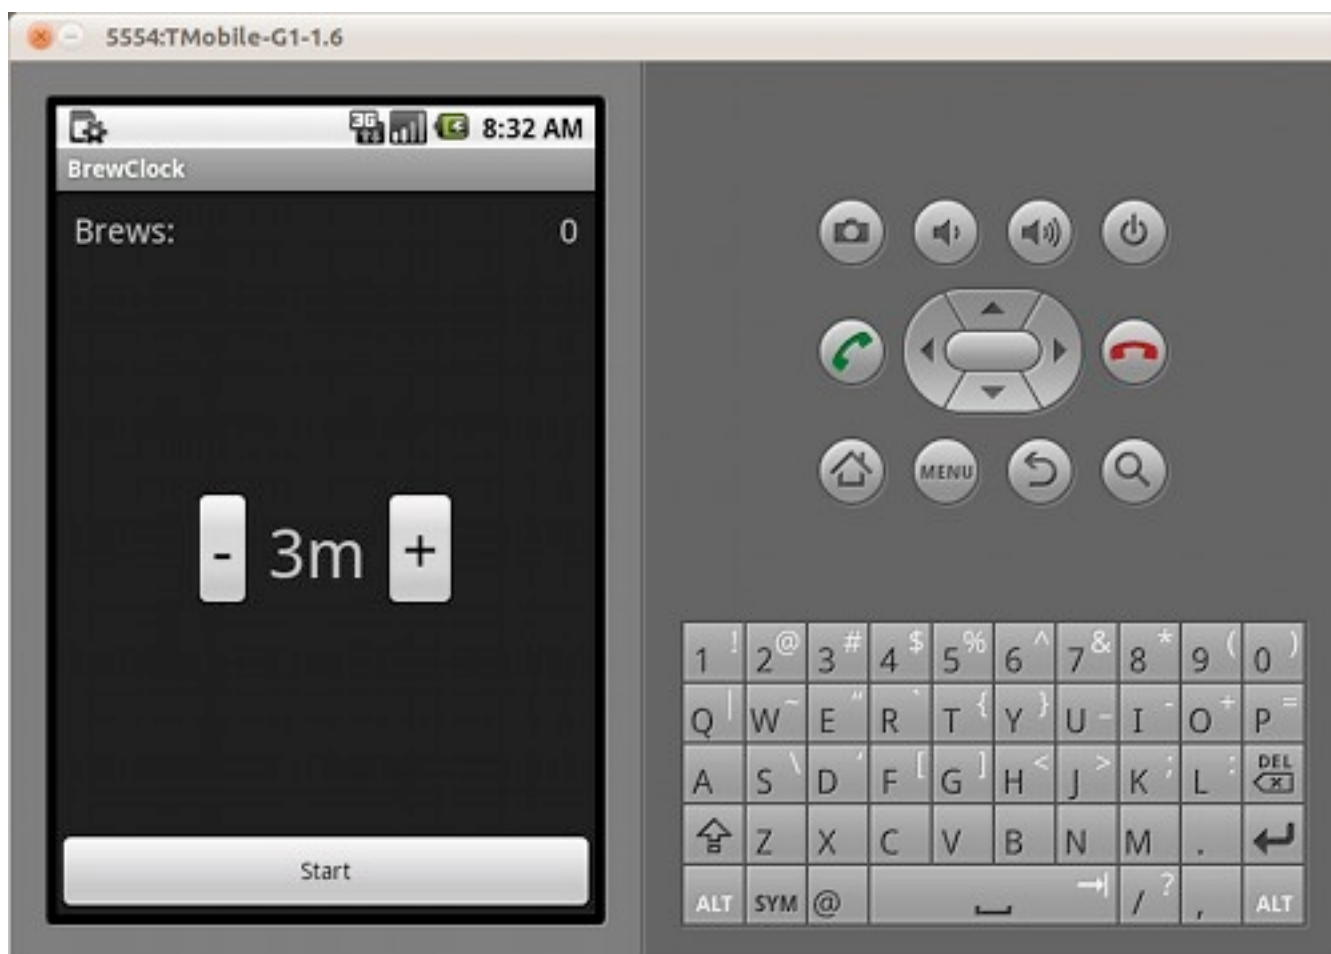 5554:TMobile-G1-1.6
3G 8:32 AM
BrewClock
Brews: 0
- 3m +
Start
MENU
1 ! 2 @ 3 # 4 $ 5 % 6 ^ 7 & 8 * 9 ( 0 )
Q | W ~ E " R ` T { Y } U _ I - O + P =
A S \ D ' F [ G ] H < J > K ; L : DEL
Z X C V B N M .
ALT SYM @ / ? , ALT